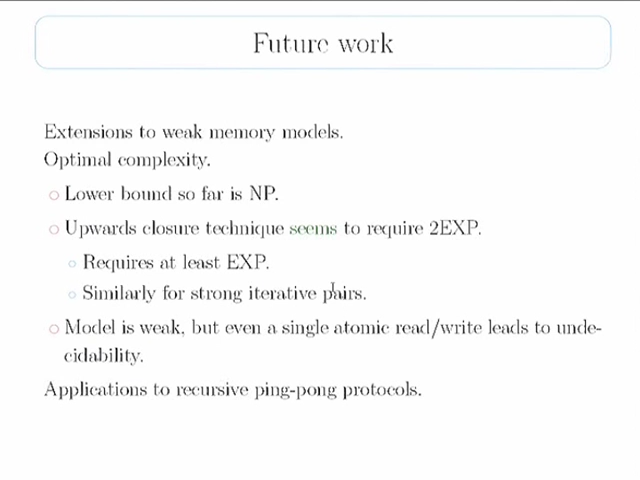 Future work
Extensions to weak memory models.
Optimal complexity.
Lower bound so far is NP.
Upwards closure technique seems to require 2EXP.
Requires at least EXP.
Similarly for strong iterative pairs.
Model is weak, but even a single atomic read/write leads to unde-
cidability.
Applications to recursive ping-pong protocols.